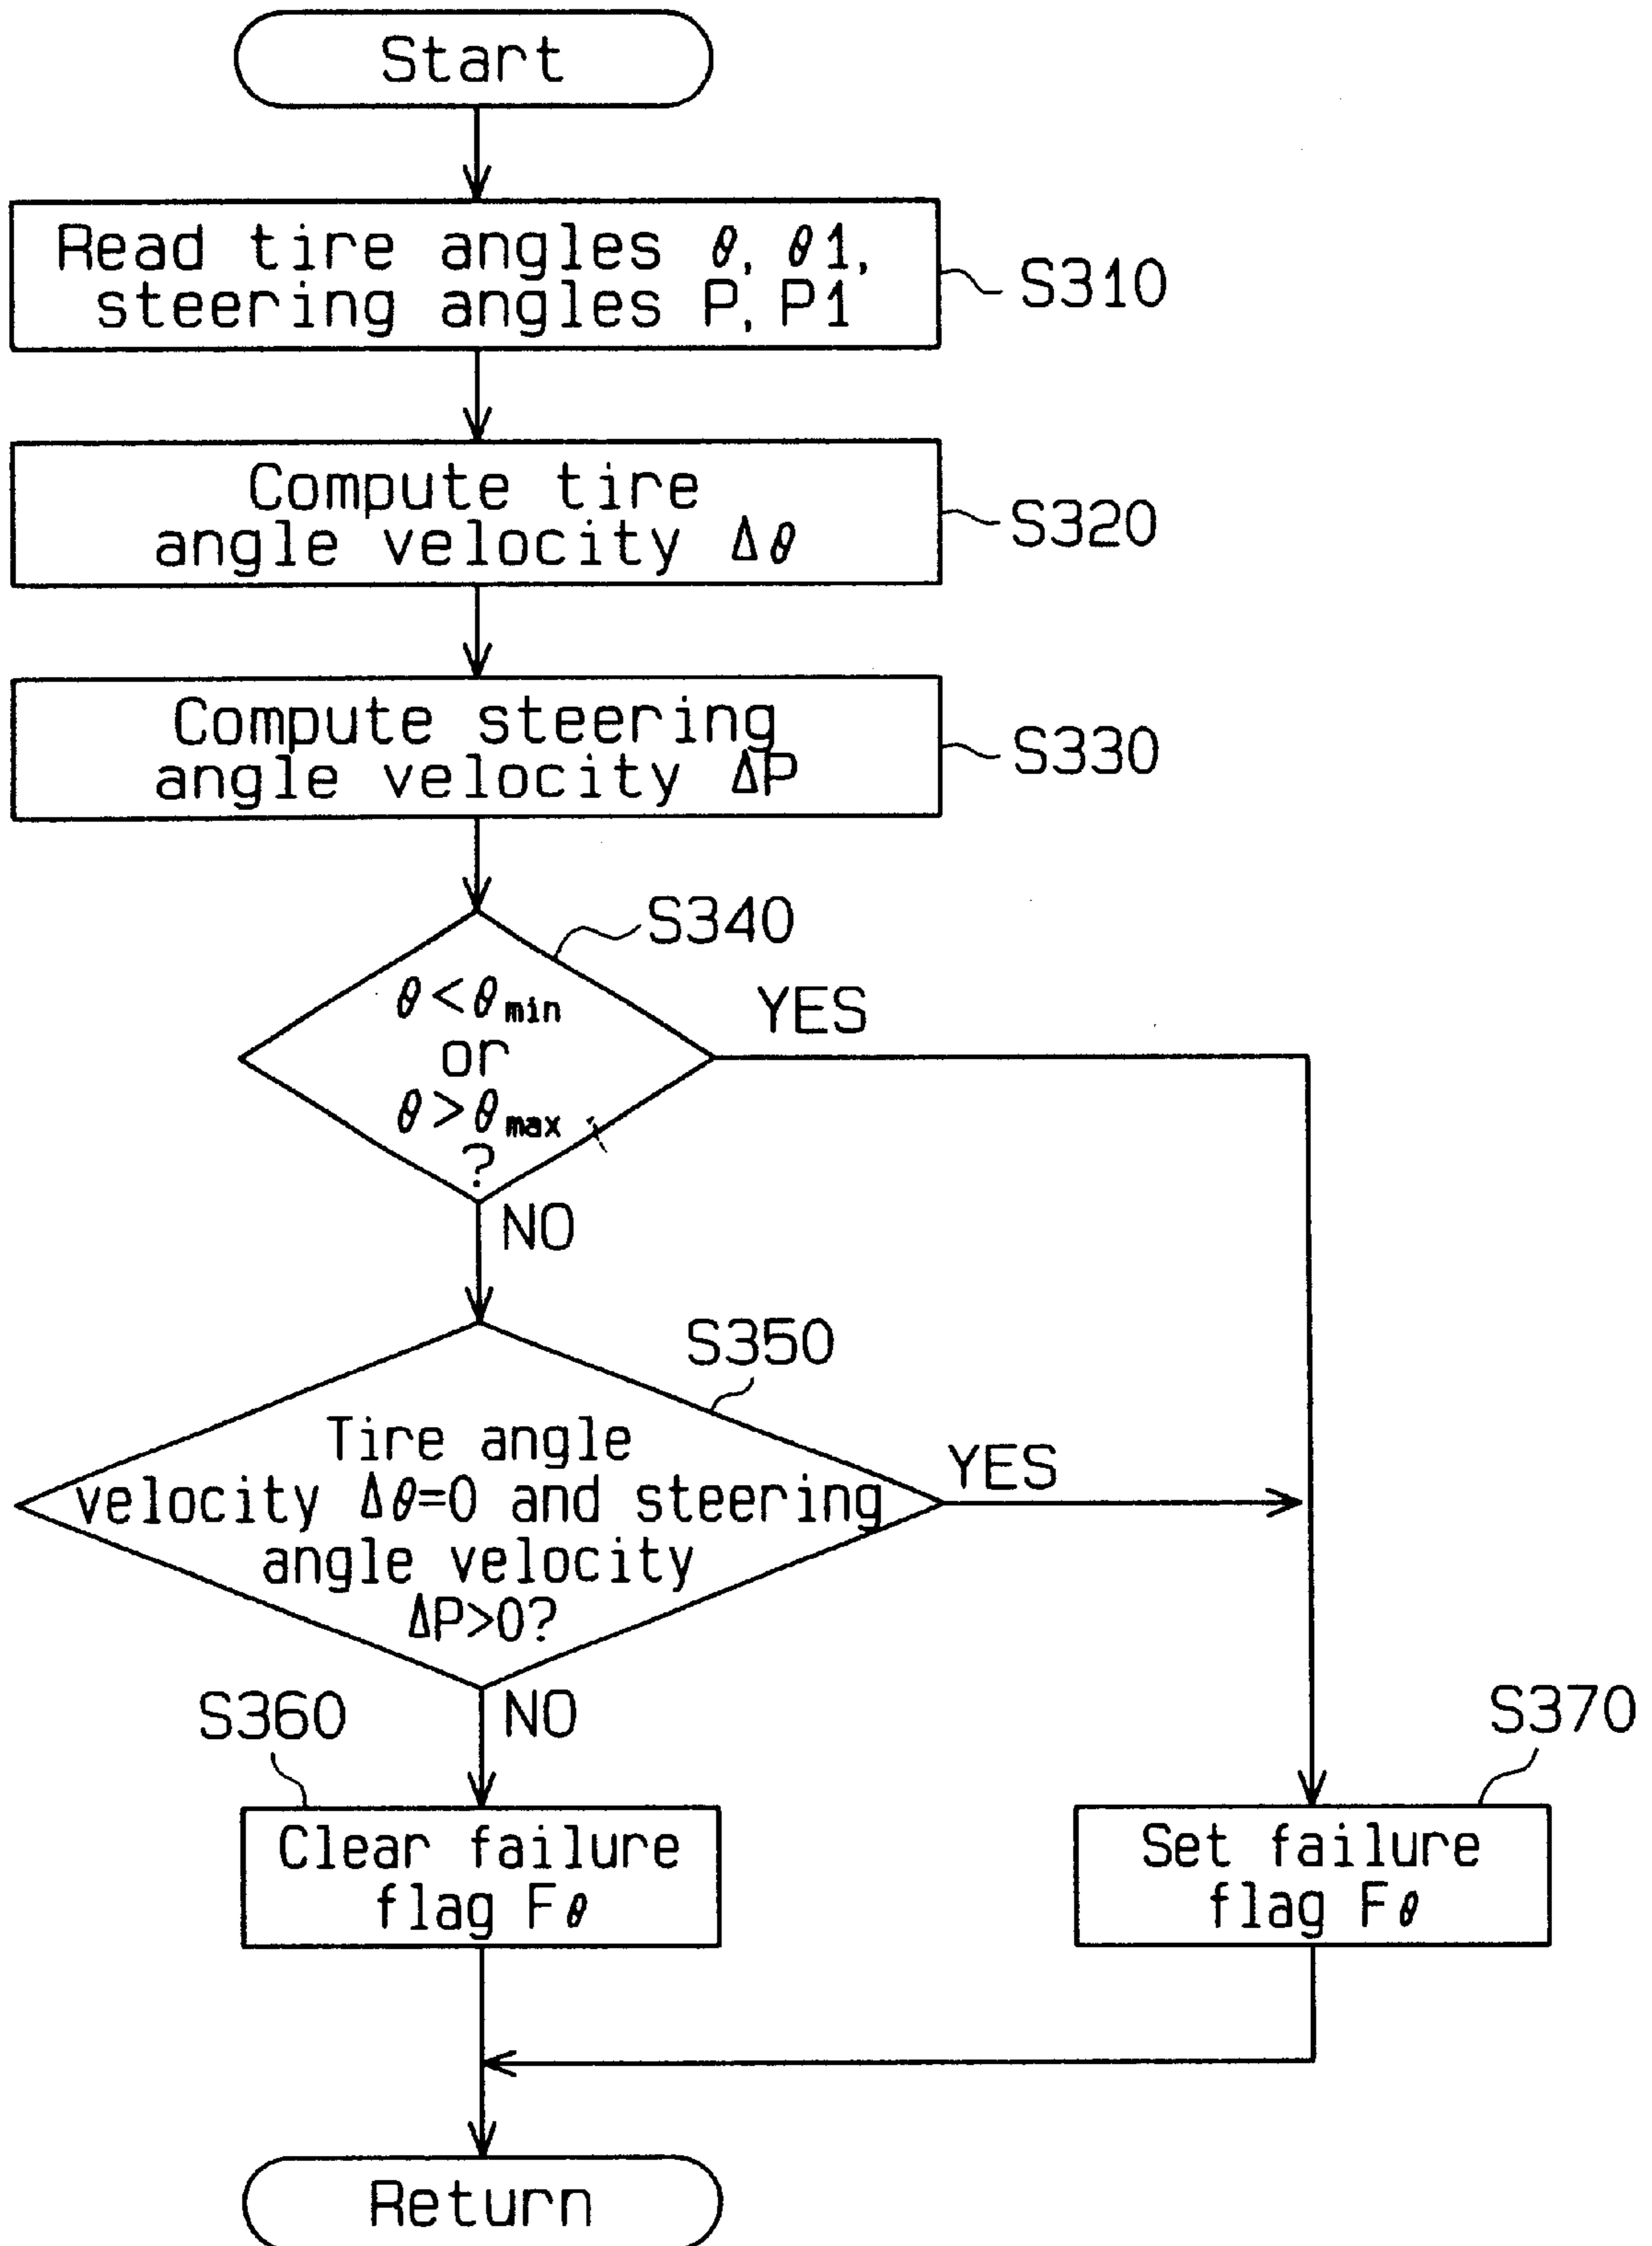 Start
Read tire angles θ, θ1,
steering angles P, P1
S310
Compute tire
angle velocity Δθ
S320
Compute steering
angle velocity ΔP
S330
S340
θ<θmin
or
θ>θmax
?
YES
NO
S350
Tire angle
velocity Δθ=0 and steering
angle velocity
ΔP>0?
YES
NO
S360
Clear failure
flag Fθ
S370
Set failure
flag Fθ
Return